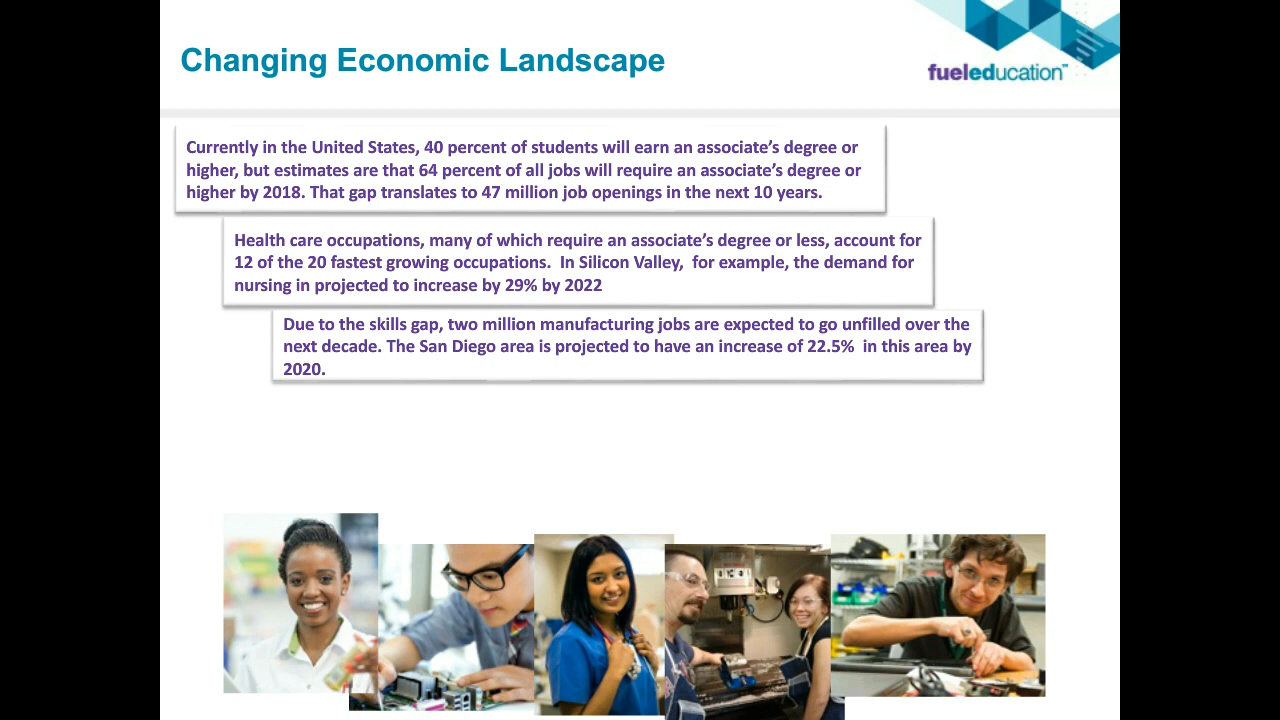 Changing Economic Landscape
fueleducation™
Currently in the United States, 40 percent of students will earn an associate’s degree or
higher, but estimates are that 64 percent of all jobs will require an associate’s degree or
higher by 2018. That gap translates to 47 million job openings in the next 10 years.
Health care occupations, many of which require an associate’s degree or less, account for
12 of the 20 fastest growing occupations.  In Silicon Valley,  for example, the demand for
nursing in projected to increase by 29% by 2022
Due to the skills gap, two million manufacturing jobs are expected to go unfilled over the
next decade. The San Diego area is projected to have an increase of 22.5%  in this area by
2020.